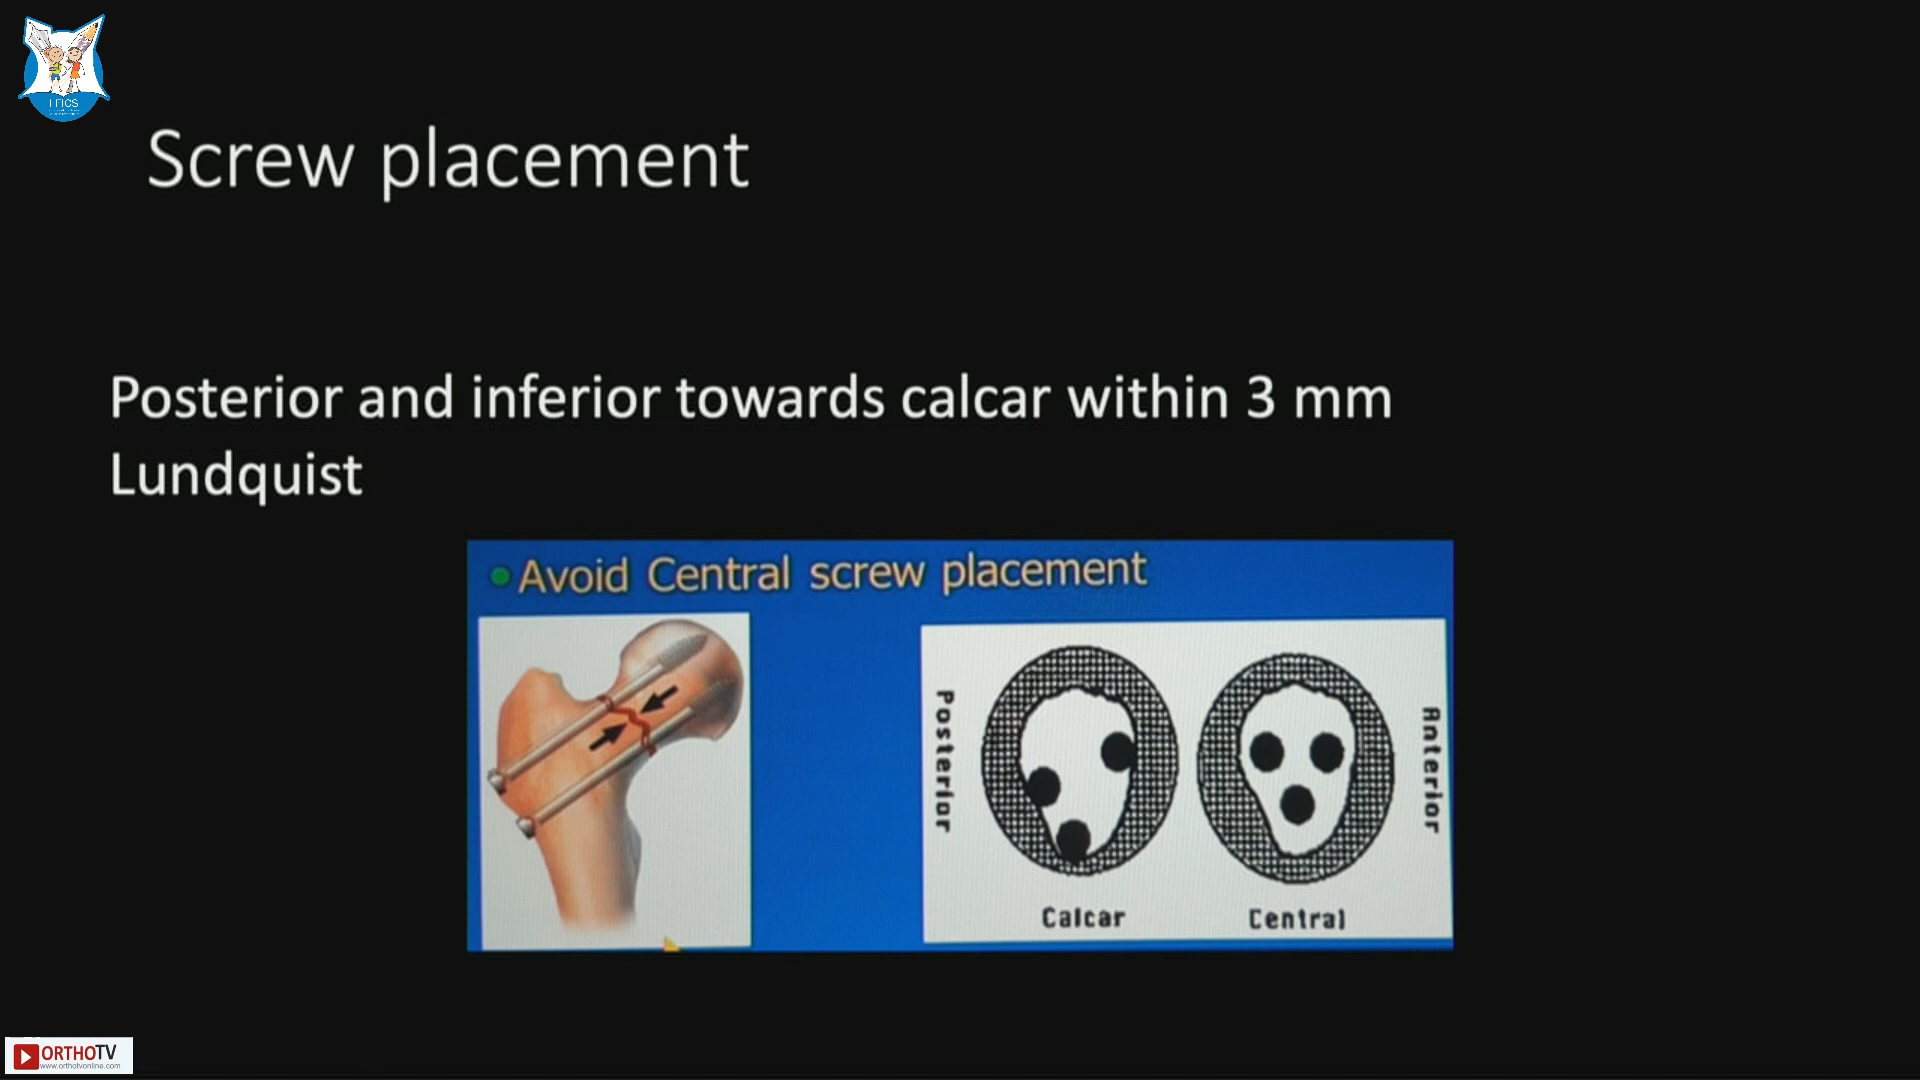 I FICS
Screw placement
Posterior and inferior towards calcar within 3 mm
Lundquist
Avoid Central screw placement
Posterior
Anterior
Calcar
Central
ORTHOTV
www.orthotvonline.com